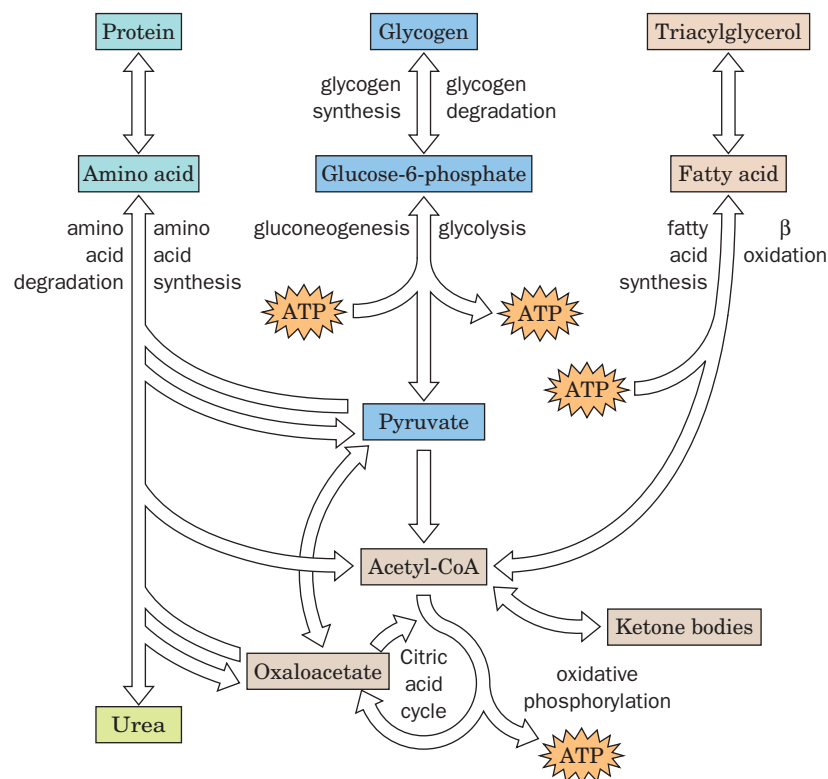 Protein
Glycogen
Triacylglycerol
glycogen
synthesis
glycogen
degradation
Amino acid
Glucose-6-phosphate
Fatty acid
amino
acid
degradation
amino
acid
synthesis
gluconeogenesis
glycolysis
fatty
acid
synthesis
β
oxidation
ATP
ATP
ATP
Pyruvate
Acetyl-CoA
Ketone bodies
Oxaloacetate
Citric
acid
cycle
oxidative
phosphorylation
Urea
ATP